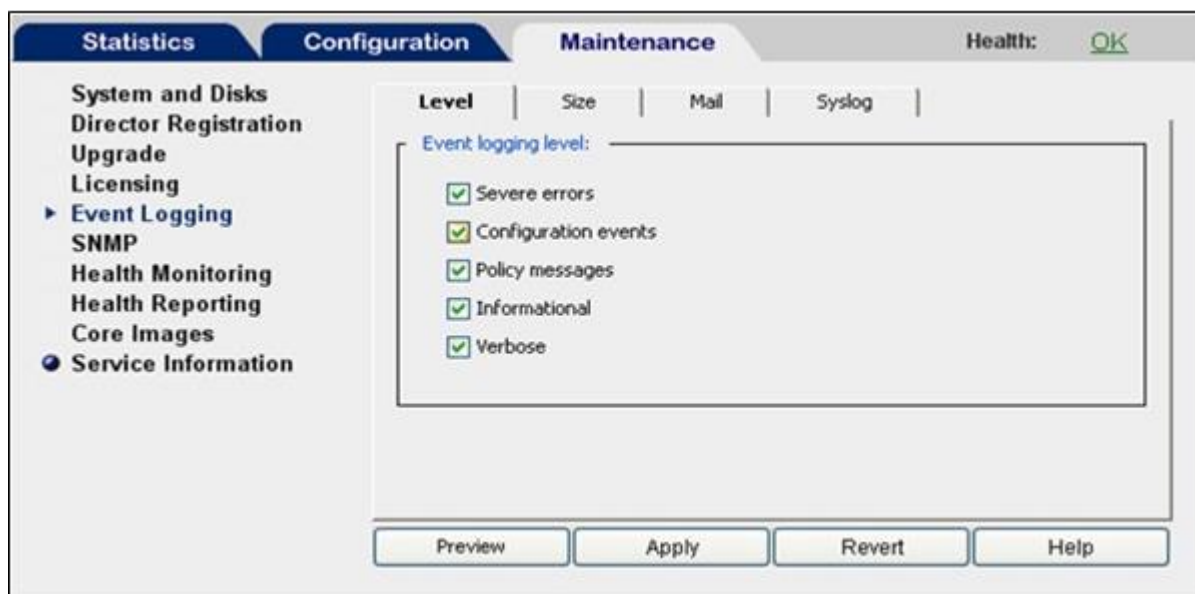 Statistics
Configuration
Maintenance
Health: OK
System and Disks
Director Registration
Upgrade
Licensing
Event Logging
SNMP
Health Monitoring
Health Reporting
Core Images
Service Information
Level
Size
Mail
Syslog
Event logging level:
Severe errors
Configuration events
Policy messages
Informational
Verbose
Preview
Apply
Revert
Help